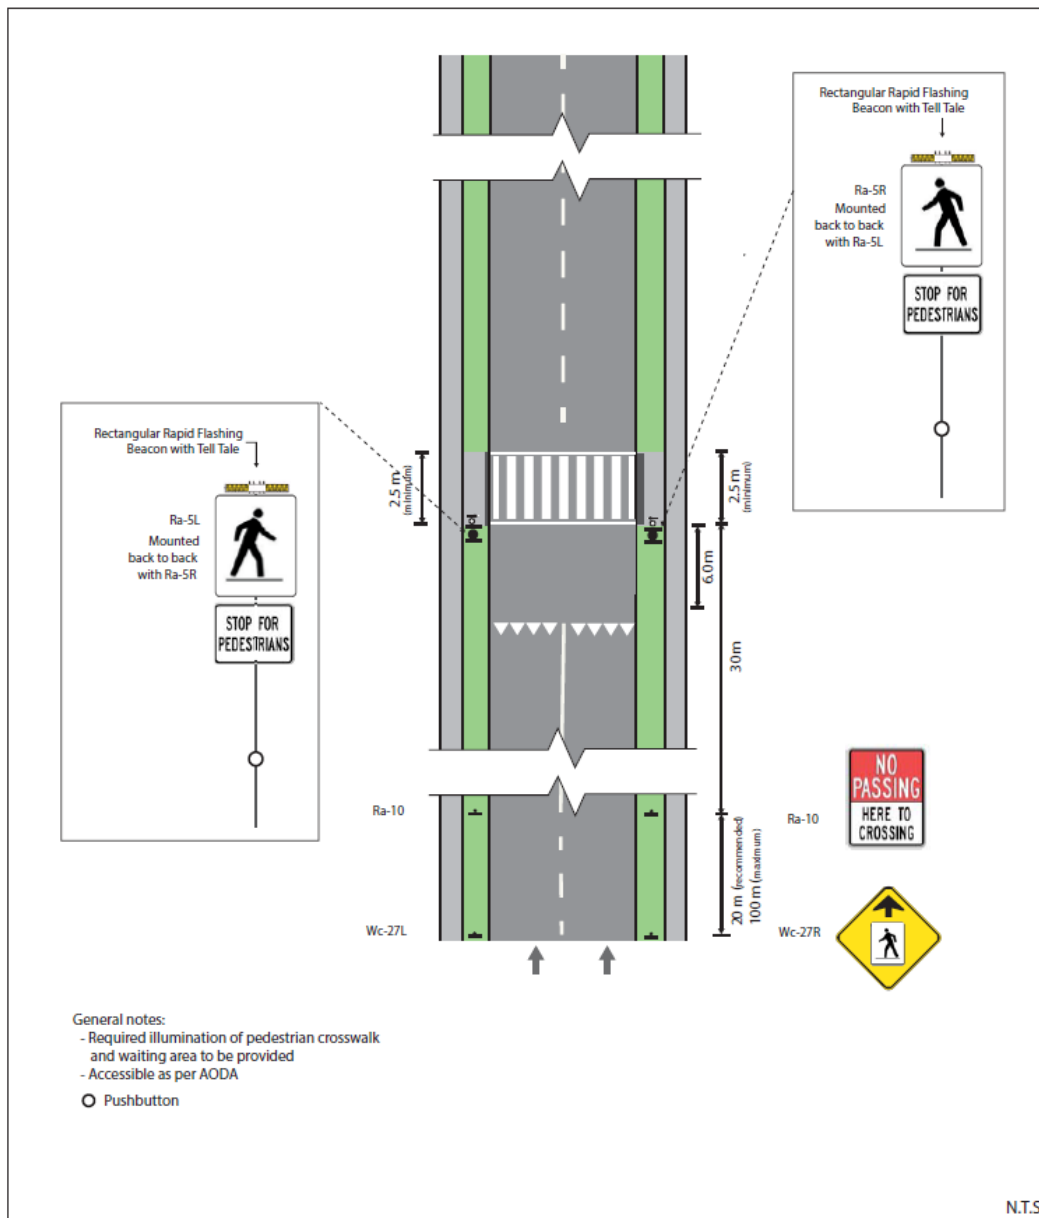 Rectangular Rapid Flashing
Beacon with Tell Tale
Ra-5R
Mounted
back to back
with Ra-5L
STOP FOR
PEDESTRIANS
Rectangular Rapid Flashing
Beacon with Tell Tale
Ra-5L
Mounted
back to back
with Ra-5R
STOP FOR
PEDESTRIANS
2.5 m
(minimum)
2.5 m
(minimum)
6.0m
30m
Ra-10
20 m (recommended)
100 m (maximum)
Ra-10
NO
PASSING
HERE TO
CROSSING
Wc-27L
Wc-27R
General notes:
- Required illumination of pedestrian crosswalk
and waiting area to be provided
- Accessible as per AODA
Pushbutton
N.T.S